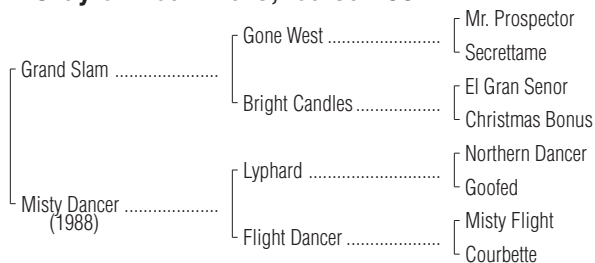 Gone West ........................
Mr. Prospector
Secrettame
Grand Slam ......................
Bright Candles ..................
El Gran Senor
Christmas Bonus
Lyphard ...........................
Northern Dancer
Goofed
Misty Dancer ....................
(1988)
Flight Dancer ....................
Misty Flight
Courbette